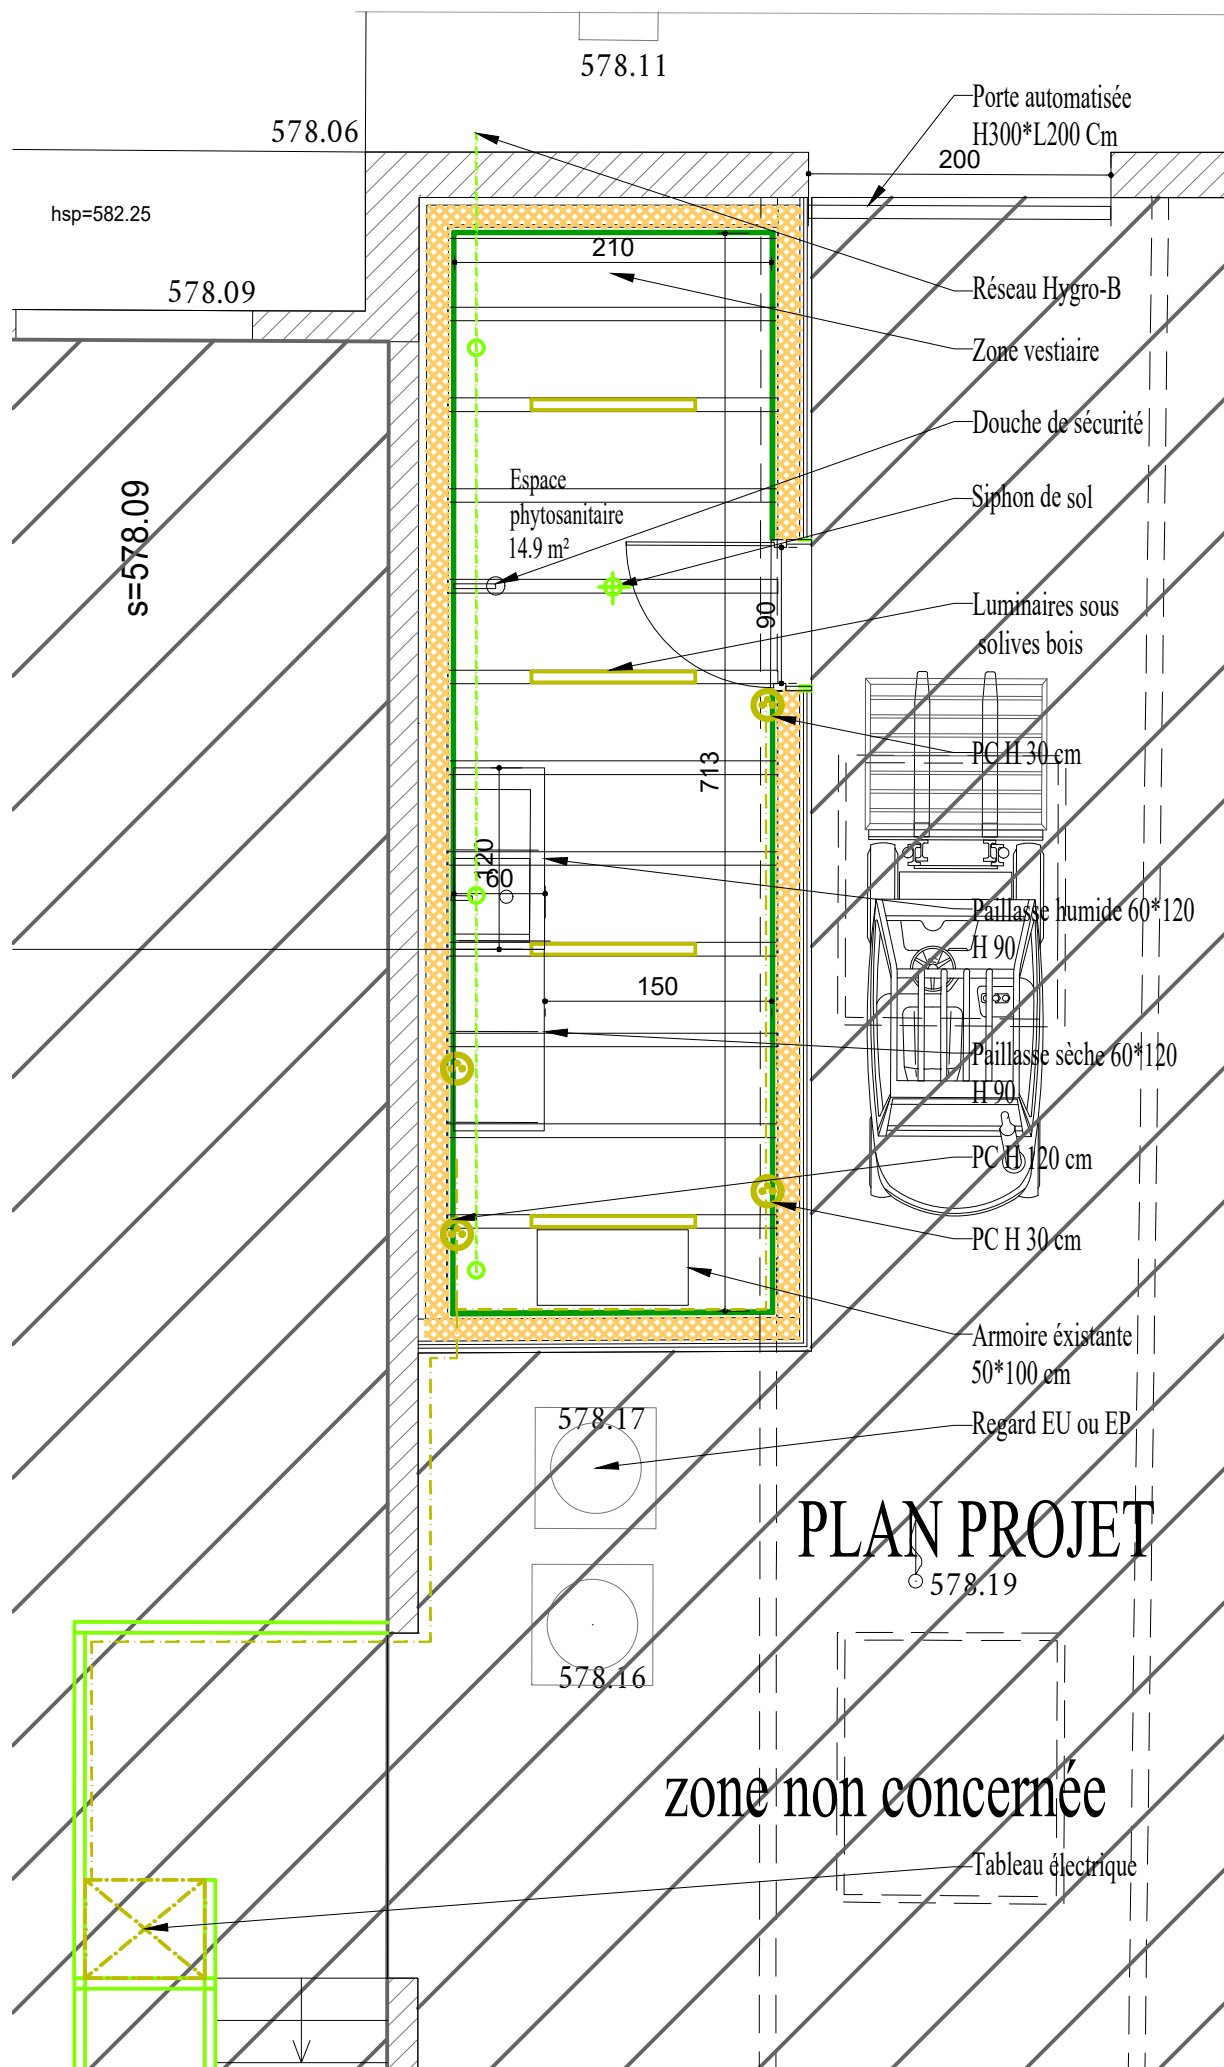 578.11
578.06
Porte automatisée
H300*L200 Cm
200
hsp=582.25
210
578.09
Réseau Hygro-B
Zone vestiaire
Douche de sécurité
Espace
phytosanitaire
14.9 m²
Siphon de sol
s=578.09
90
Luminaires sous
solives bois
713
PC H 30 cm
120
60
Paillasse humide 60*120
H 90
150
Paillasse sèche 60*120
H 90
PC H 120 cm
PC H 30 cm
Armoire éxistante
50*100 cm
578.17
Regard EU ou EP
PLAN PROJET
578.19
578.16
zone non concernée
Tableau électrique